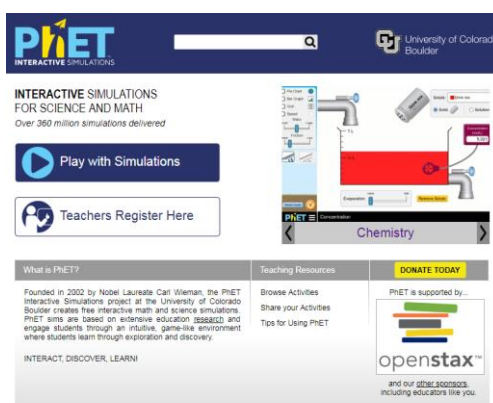 PhET
INTERACTIVE SIMULATIONS
University of Colorad
Boulder
INTERACTIVE SIMULATIONS
FOR SCIENCE AND MATH
Over 360 million simulations delivered
Play with Simulations
Teachers Register Here
Evaporation
PhET
Concentration
Chemistry
What is PhET?
Founded in 2002 by Nobel Laureate Carl Wieman, the PhET
Interactive Simulations project at the University of Colorado
Boulder creates free interactive math and science simulations.
PhET sims are based on extensive education research and
engage students through an intuitive, game-like environment
where students learn through exploration and discovery.
INTERACT, DISCOVER, LEARN!
Teaching Resources
Browse Activities
Share your Activities
Tips for Using PhET
DONATE TODAY
PhET is supported by...
openstax™
and our other sponsors,
including educators like you.